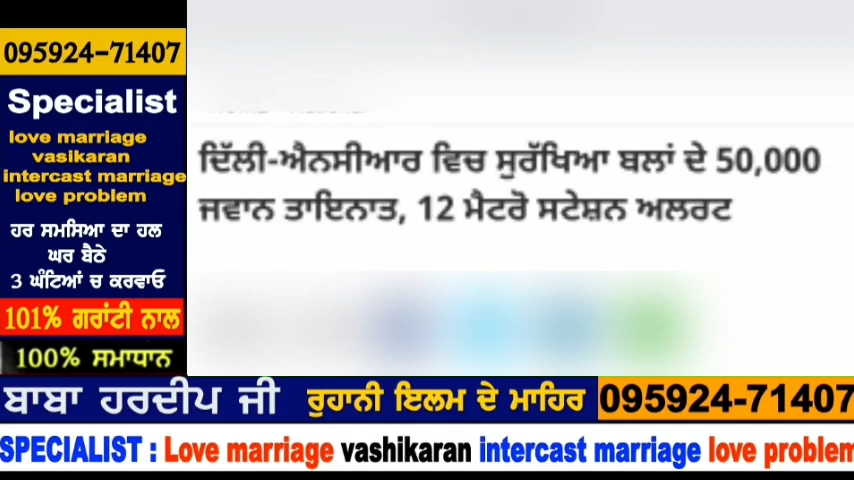 095924-71407
Specialist
love marriage
vasikaran
intercast marriage
love problem
ਹਰ ਸਮਸਿਆ ਦਾ ਹਲ
ਘਰ ਬੈਠੇ
3 ਘੰਟਿਆਂ ਚ ਕਰਵਾਓ
101% ਗਰਾਂਟੀ ਨਾਲ
100% ਸਮਾਧਾਨ
ਦਿੱਲੀ-ਐਨਸੀਆਰ ਵਿਚ ਸੁਰੱਖਿਆ ਬਲਾਂ ਦੇ 50,000
ਜਵਾਨ ਤਾਇਨਾਤ, 12 ਮੈਟਰੋ ਸਟੇਸ਼ਨ ਅਲਰਟ
ਬਾਬਾ ਹਰਦੀਪ ਜੀ ਰੁਹਾਨੀ ਇਲਮ ਦੇ ਮਾਹਿਰ 095924-71407
SPECIALIST : Love marriage vashikaran intercast marriage love problem